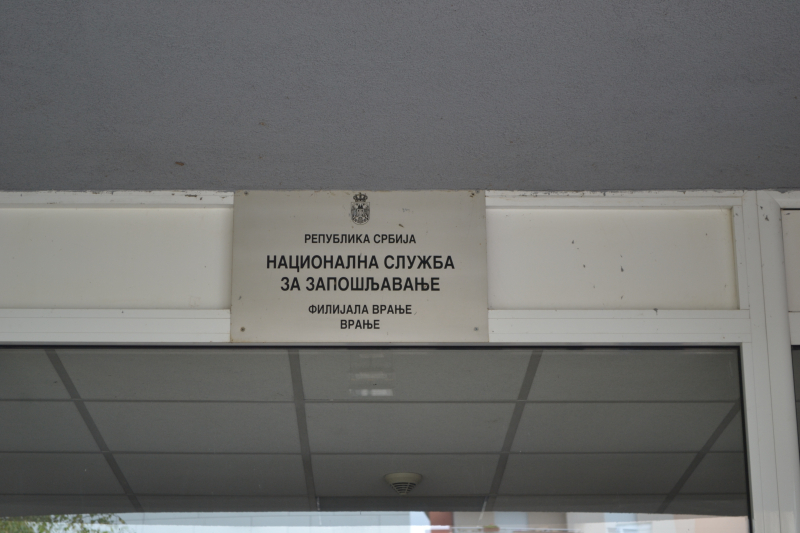 РЕПУБЛИКА СРБИЈА
НАЦИОНАЛНА СЛУЖБА
ЗА ЗАПОШЉАВАЊЕ
ФИЛИЈАЛА ВРАЊЕ
ВРАЊЕ